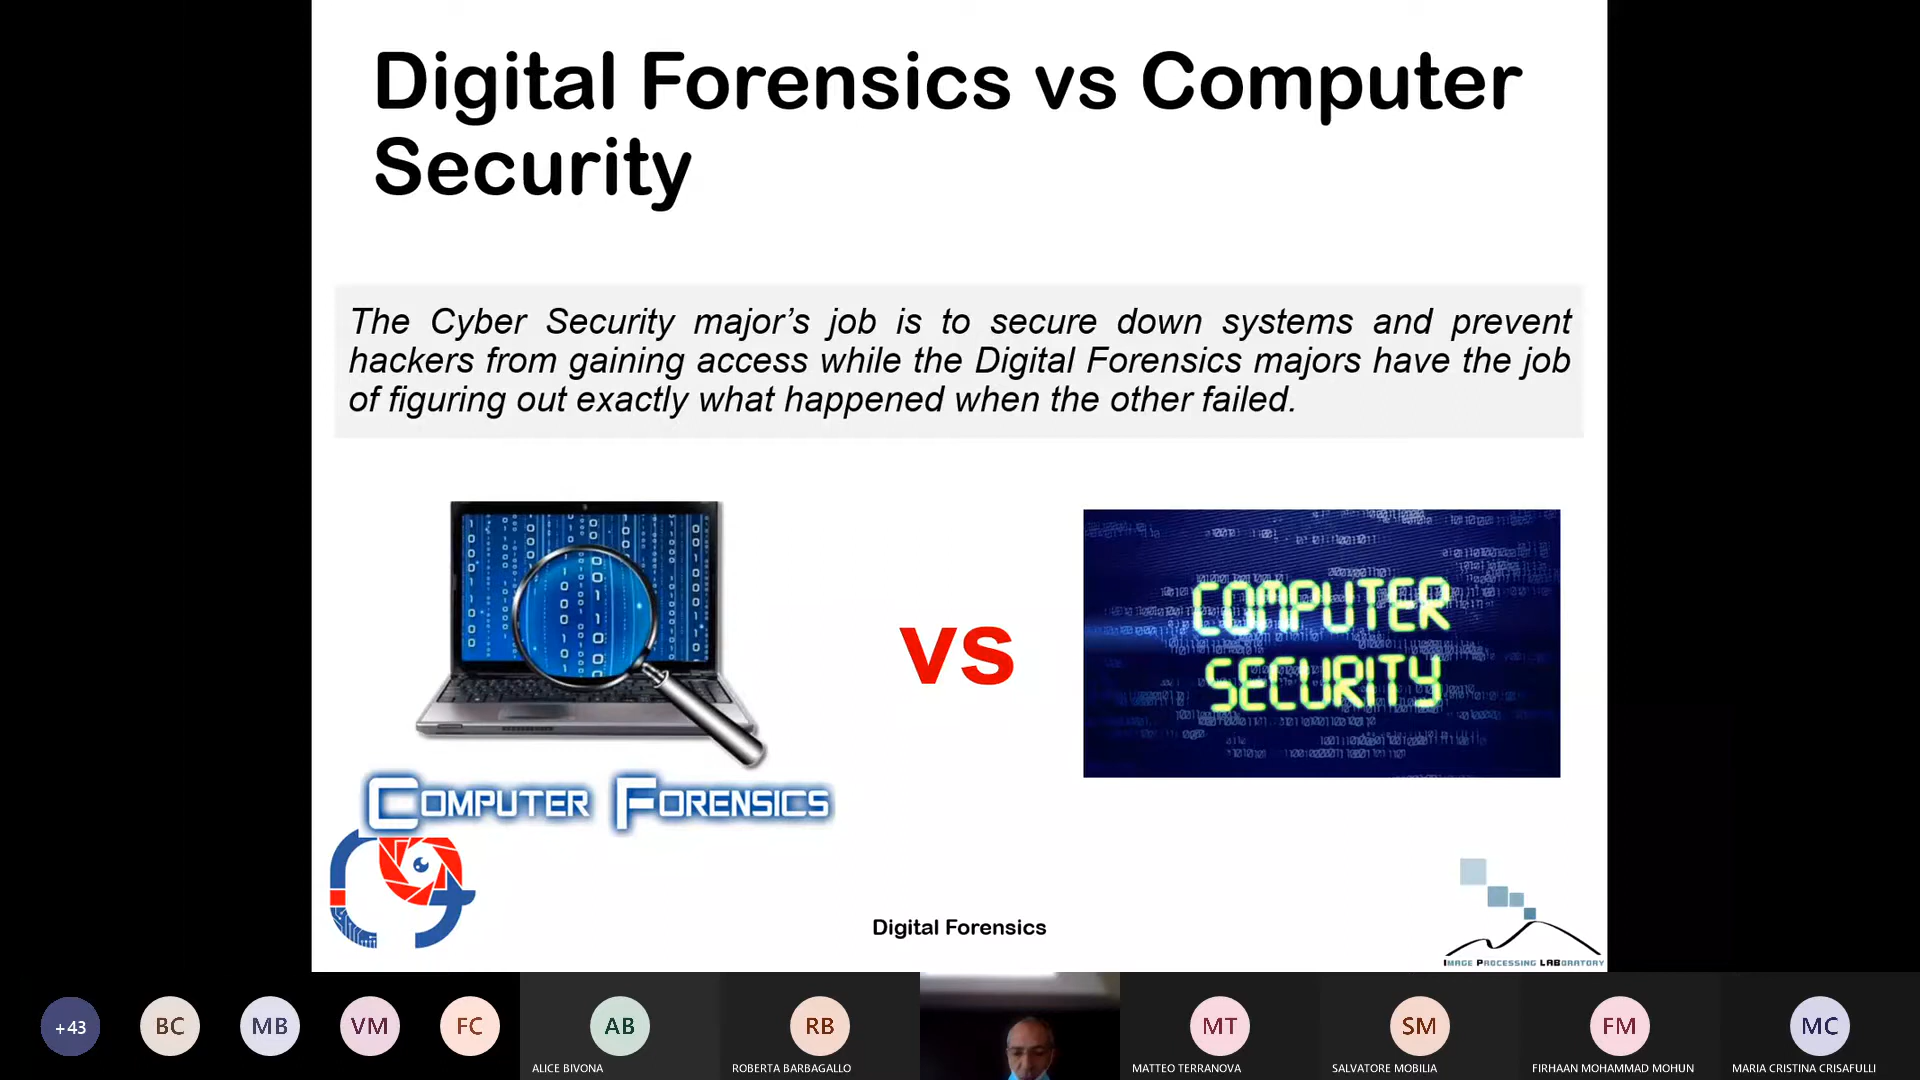 Digital Forensics vs Computer
Security
The Cyber Security major’s job is to secure down systems and prevent
hackers from gaining access while the Digital Forensics majors have the job
of figuring out exactly what happened when the other failed.
COMPUTER
SECURITY
vs
COMPUTER FORENSICS
Digital Forensics
IMAGE PROCESSING LABORATORY
+43
BC
MB
VM
FC
AB
RB
MT
SM
FM
MC
ALICE BIVONA
ROBERTA BARBAGALLO
MATTEO TERRANOVA
SALVATORE MOBILIA
FIRHAAN MOHAMMAD MOHUN
MARIA CRISTINA CRISAFULLI